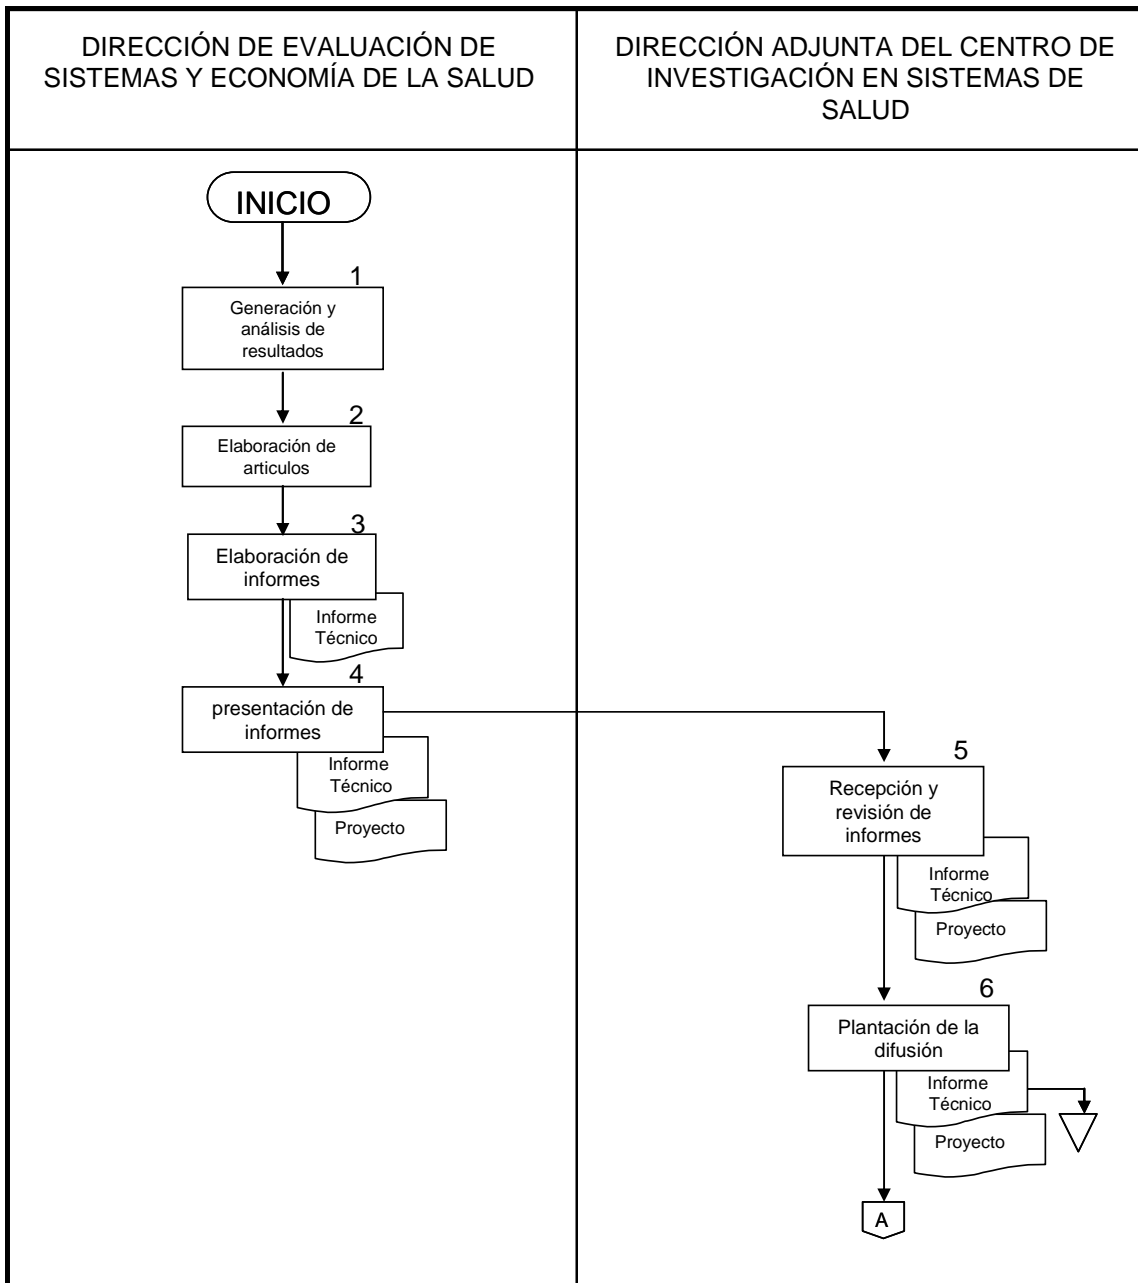 DIRECCIÓN DE EVALUACIÓN DE
SISTEMAS Y ECONOMÍA DE LA SALUD
DIRECCIÓN ADJUNTA DEL CENTRO DE
INVESTIGACIÓN EN SISTEMAS DE
SALUD
INICIO
1
Generación y
análisis de
resultados
2
Elaboración de
articulos
3
Elaboración de
informes
Informe
Técnico
4
presentación de
informes
Informe
Técnico
Proyecto
5
Recepción y
revisión de
informes
Informe
Técnico
Proyecto
6
Plantación de la
difusión
Informe
Técnico
Proyecto
A